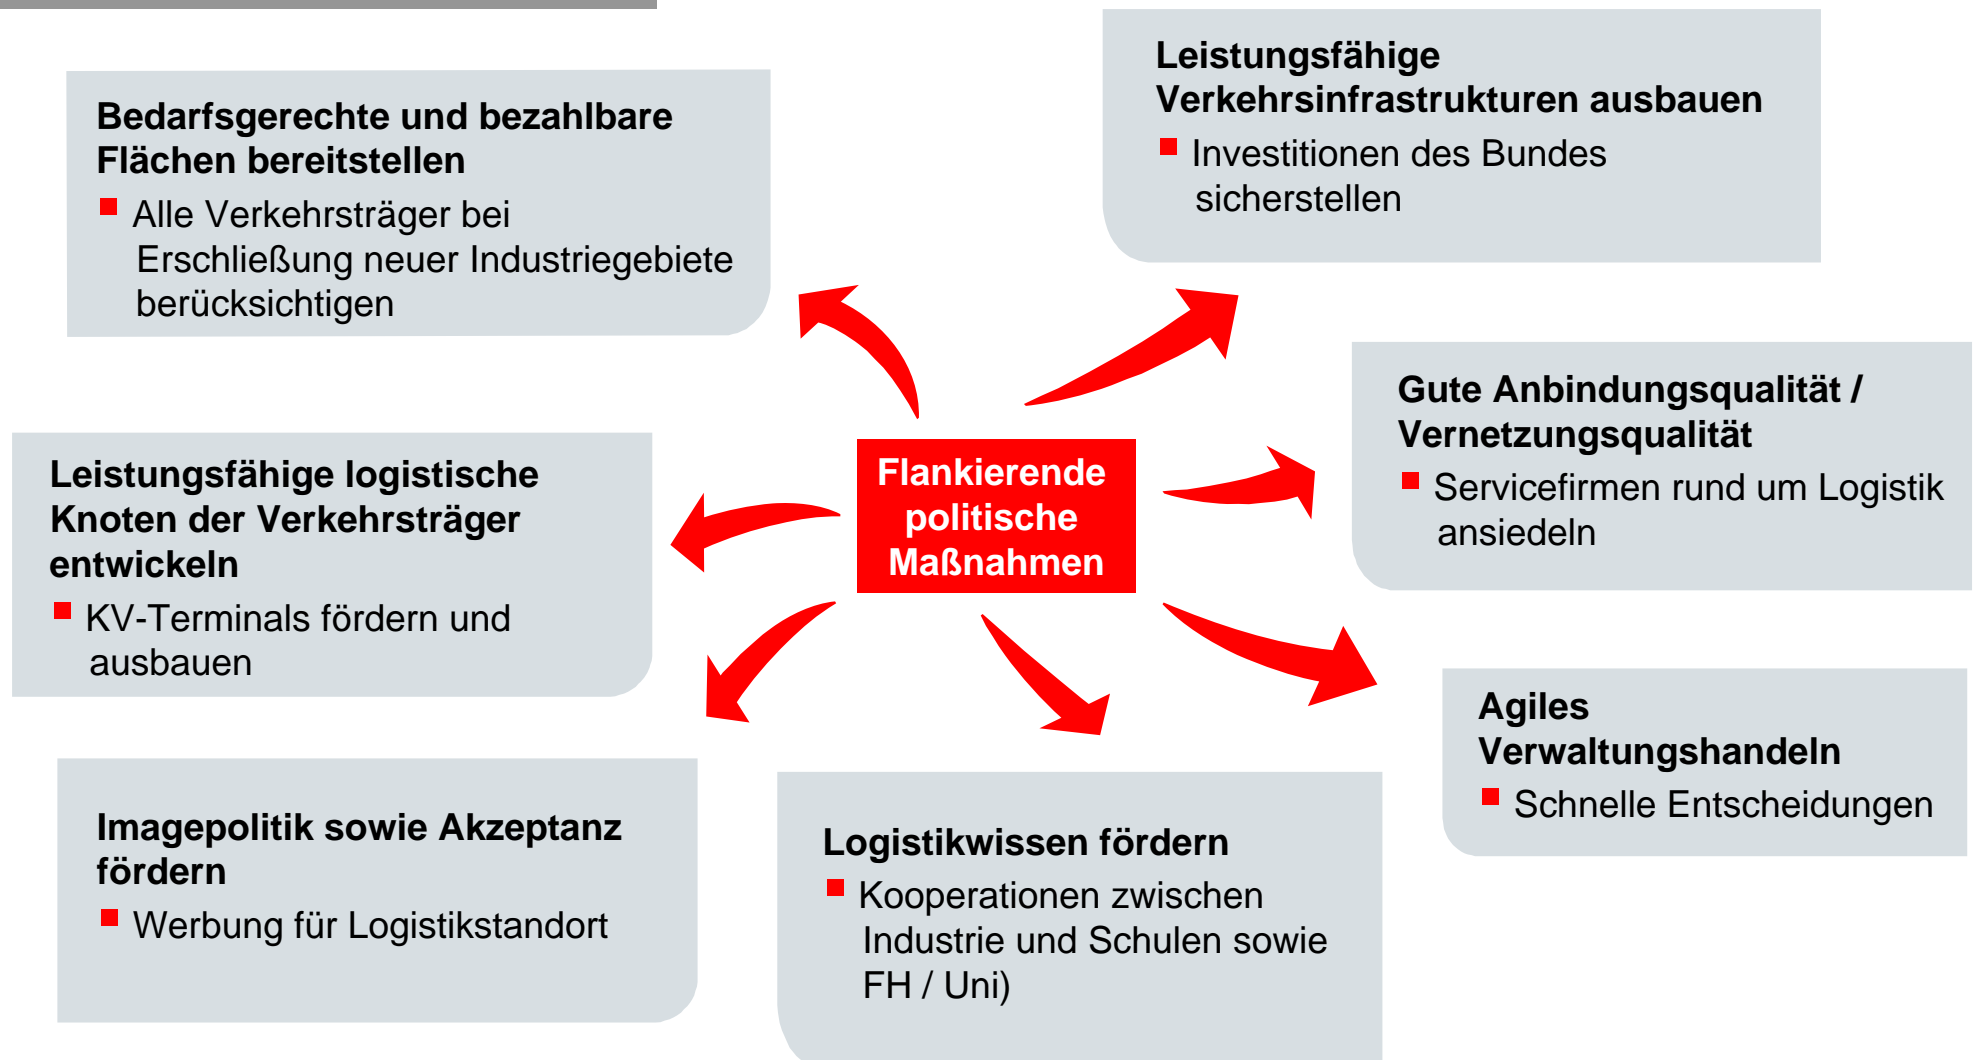 Bedarfsgerechte und bezahlbare
Flächen bereitstellen
Alle Verkehrsträger bei
Erschließung neuer Industriegebiete
berücksichtigen
Leistungsfähige
Verkehrsinfrastrukturen ausbauen
Investitionen des Bundes
sicherstellen
Gute Anbindungsqualität /
Vernetzungsqualität
Servicefirmen rund um Logistik
ansiedeln
Flankierende
politische
Maßnahmen
Leistungsfähige logistische
Knoten der Verkehrsträger
entwickeln
KV-Terminals fördern und
ausbauen
Agiles
Verwaltungshandeln
Schnelle Entscheidungen
Imagepolitik sowie Akzeptanz
fördern
Werbung für Logistikstandort
Logistikwissen fördern
Kooperationen zwischen
Industrie und Schulen sowie
FH / Uni)